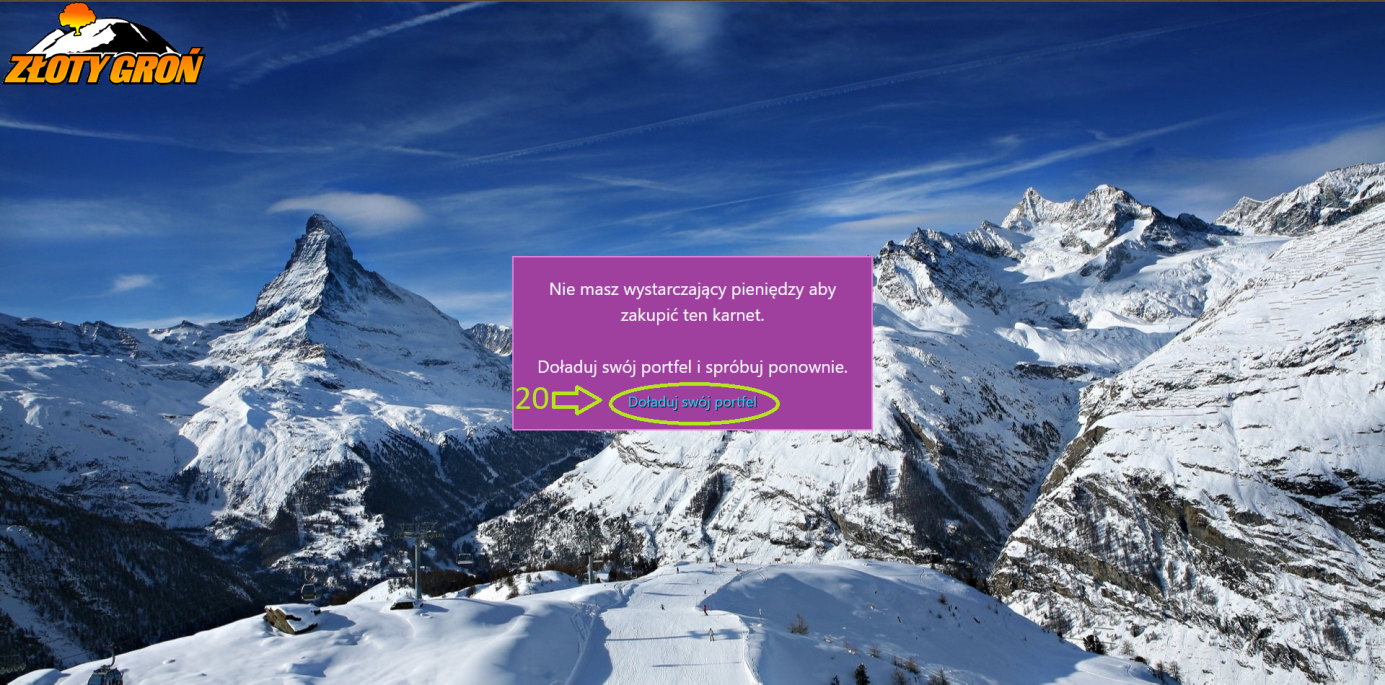 ZŁOTY GROŃ
Nie masz wystarczający pieniędzy aby
zakupić ten karnet.
Doładuj swój portfel i spróbuj ponownie.
20
Doładuj swój portfel